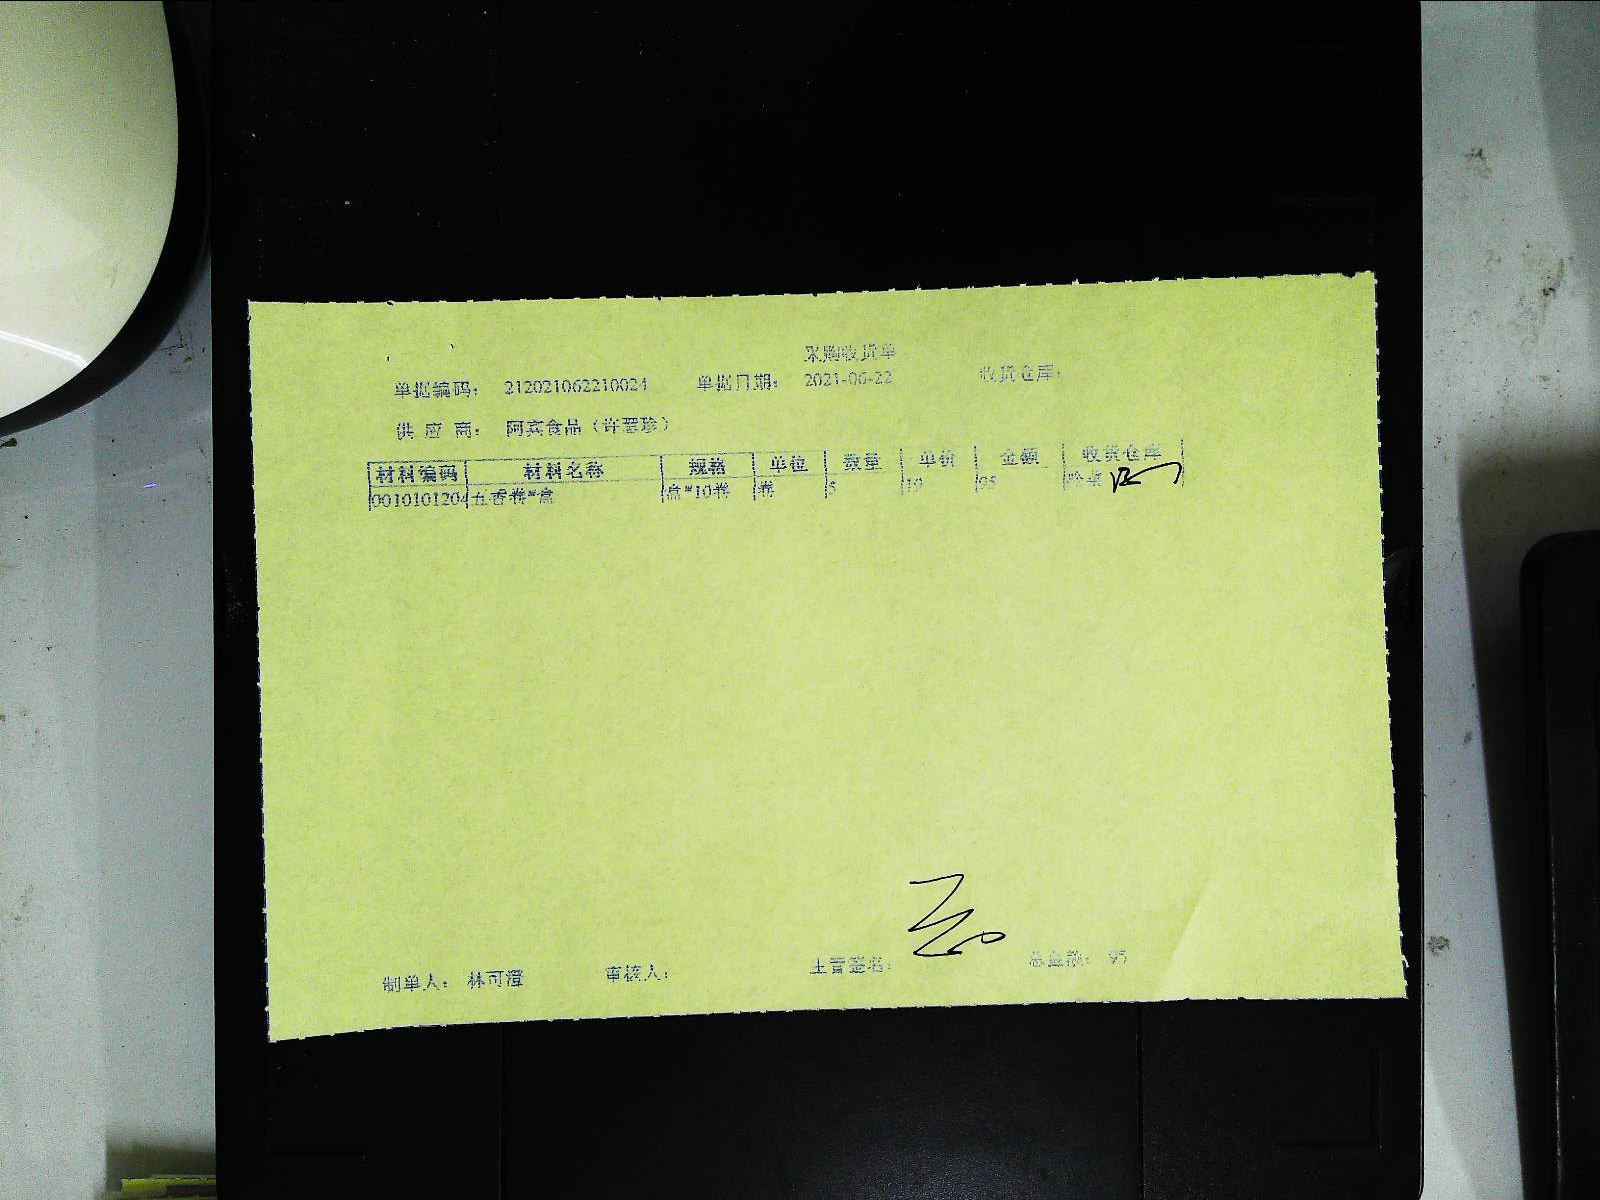 采购收货单
单据编码: 212021062210024 单据日期: 2021-06-22 收货仓库:
供 应 商: 阿宾食品(许翠珍)
材料编码 材料名称 规格 单位 数量 单价 金额 收货仓库
0010101204 五香卷*盒 盒*10卷 卷 5 19 95
制单人: 林可澄 审核人: 主管签名: 总金额: 95